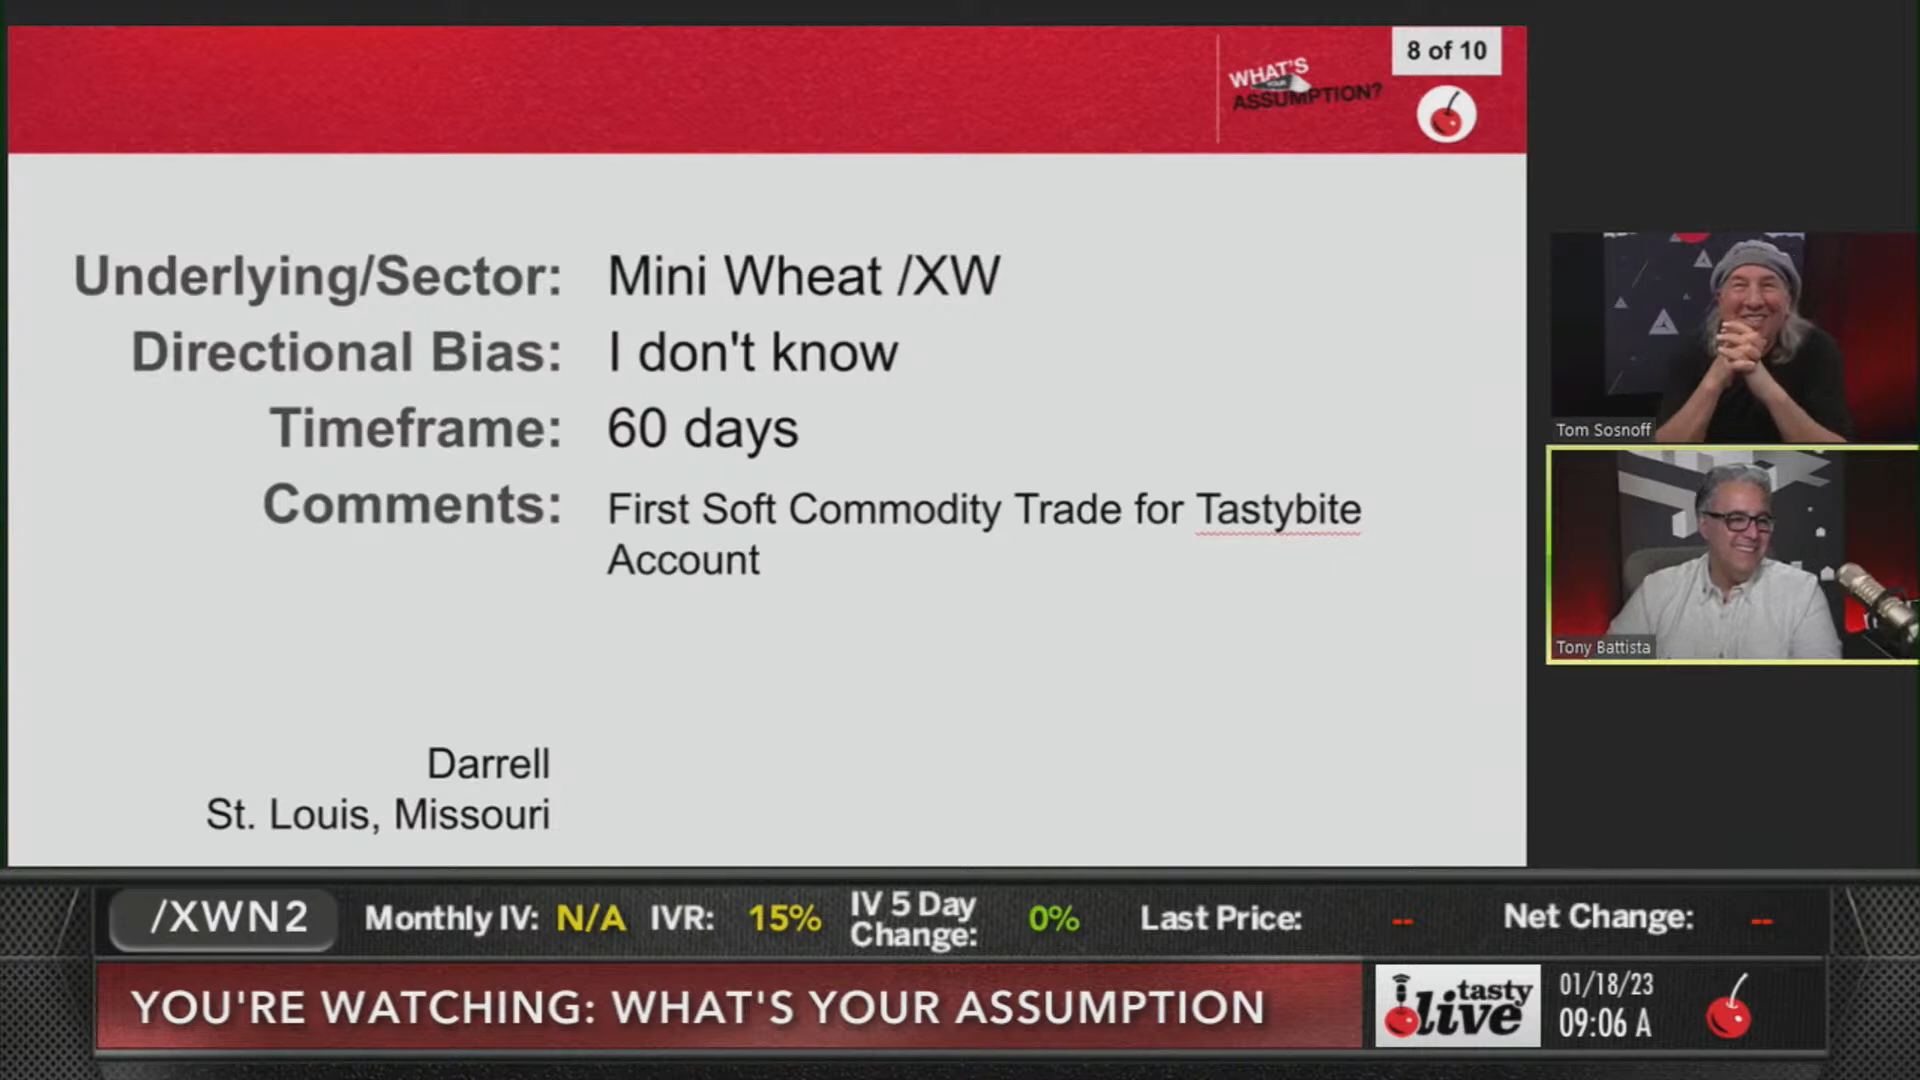 8 of 10
WHAT'S
YOUR
ASSUMPTION?
Underlying/Sector: Mini Wheat /XW
Directional Bias: I don't know
Timeframe: 60 days
Comments: First Soft Commodity Trade for Tastybite
Account
Darrell
St. Louis, Missouri
Tom Sosnoff
Tony Battista
/XWN2 Monthly IV: N/A IVR: 15% IV 5 Day Change: 0% Last Price: -- Net Change: --
YOU'RE WATCHING: WHAT'S YOUR ASSUMPTION
tasty
live
01/18/23
09:06 A